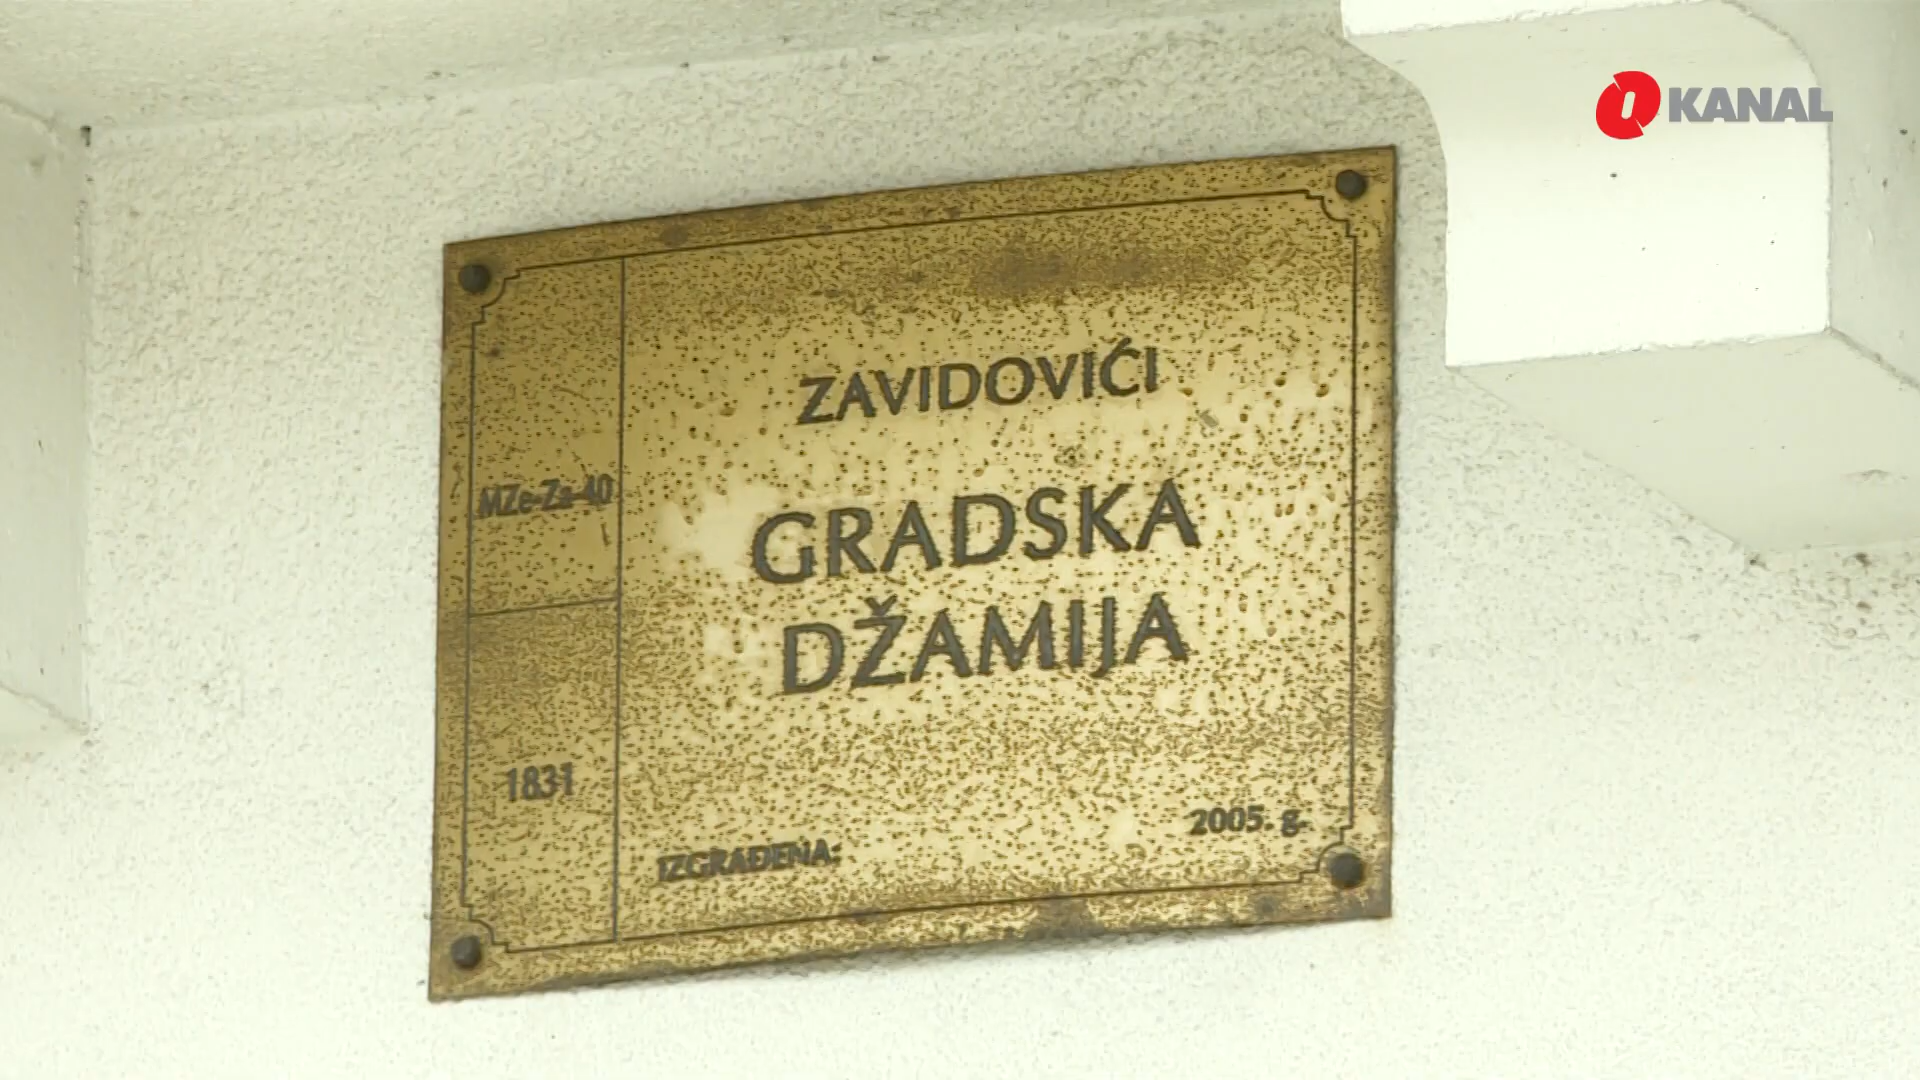 O KANAL
ZAVIDOVIĆI
MZe-Za-40
GRADSKA
DŽAMIJA
1831
IZGRAĐENA:
2005. g.